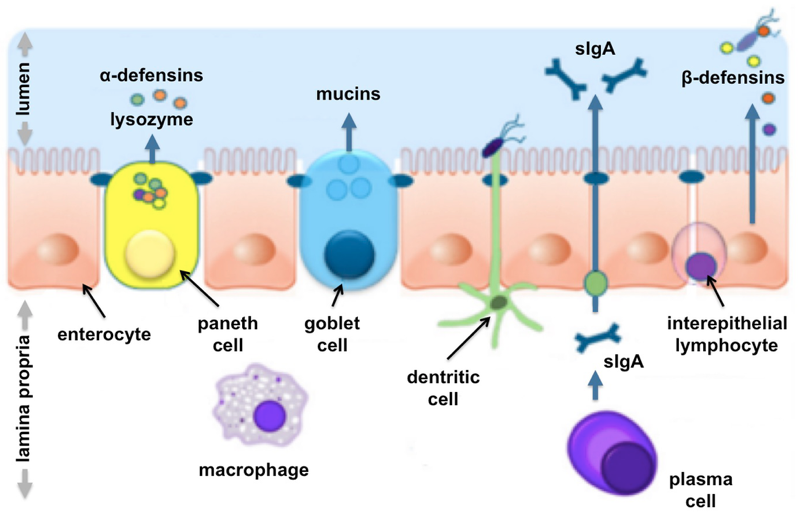 lumen
α-defensins
lysozyme
mucins
sIgA
β-defensins
enterocyte
paneth
cell
goblet
cell
dentritic
cell
sIgA
interepithelial
lymphocyte
lamina propria
macrophage
plasma
cell